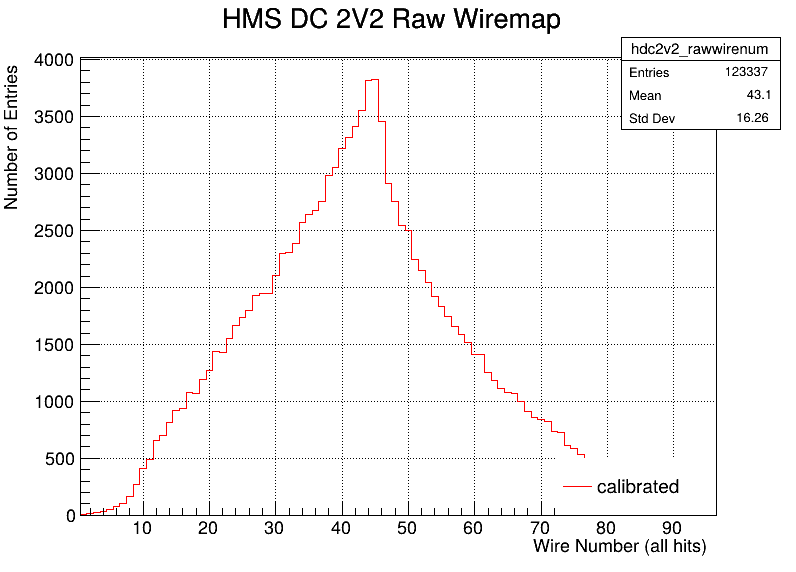 HMS DC 2V2 Raw Wiremap
hdc2v2_rawwirenum
Entries 123337
Mean 43.1
Std Dev 16.26
Number of Entries
4000
3500
3000
2500
2000
1500
1000
500
0
calibrated
10 20 30 40 50 60 70 80 90
Wire Number (all hits)